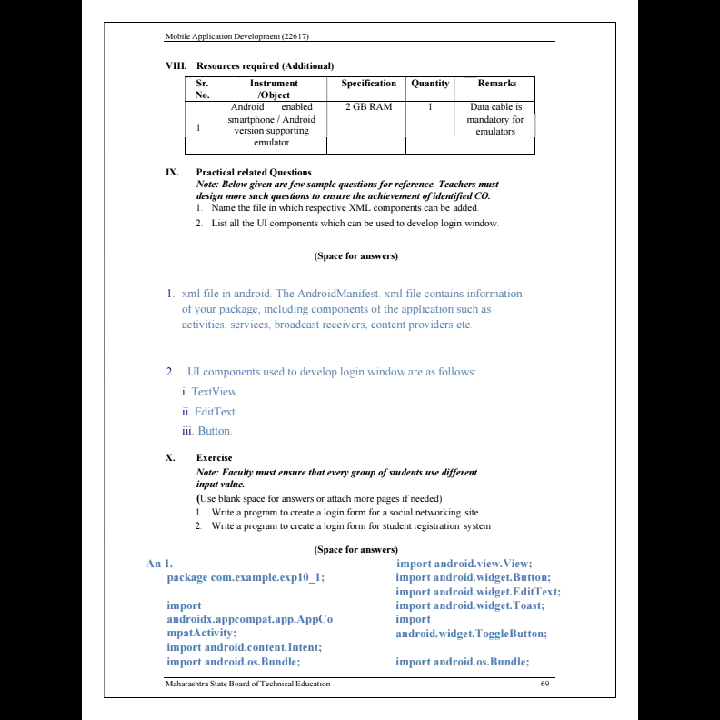 Mobile Application Development (22617)
VIII. Resources required (Additional)
Sr. No. Instrument /Object Specification Quantity Remarks
1 Android enabled smartphone / Android version supporting emulator 2 GB RAM 1 Data cable is mandatory for emulators
IX. Practical related Questions
Note: Below given are few sample questions for reference. Teachers must
design more such questions to ensure the achievement of identified CO.
1. Name the file in which respective XML components can be added.
2. List all the UI components which can be used to develop login window.
(Space for answers)
1. xml file in android. The AndroidManifest. xml file contains information
of your package, including components of the application such as
activities, services, broadcast receivers, content providers etc.
2. UI components used to develop login window are as follows:
i. TextView
ii. EditText
iii. Button.
X. Exercise
Note: Faculty must ensure that every group of students use different
input value.
(Use blank space for answers or attach more pages if needed)
1. Write a program to create a login form for a social networking site
2. Write a program to create a login form for student registration system
(Space for answers)
An 1.
package com.example.exp10_1;
import
androidx.appcompat.app.AppCo
mpatActivity;
import android.content.Intent;
import android.os.Bundle;
import android.view.View;
import android.widget.Button;
import android.widget.EditText;
import android.widget.Toast;
import
android.widget.ToggleButton;
import android.os.Bundle;
Maharashtra State Board of Technical Education 69